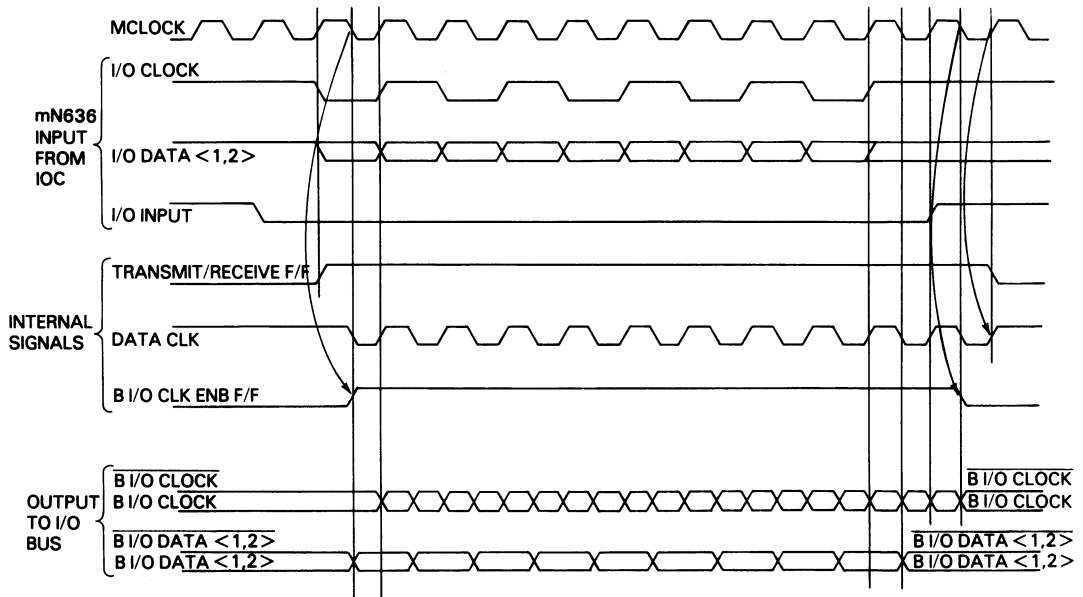 MCLOCK
I/O CLOCK
mN636
INPUT
FROM
IOC
I/O DATA <1,2>
I/O INPUT
TRANSMIT/RECEIVE F/F
INTERNAL
SIGNALS
DATA CLK
B I/O CLK ENB F/F
B I/O CLOCK
B I/O CLOCK
OUTPUT
TO I/O
BUS
B I/O DATA <1,2>
B I/O DATA <1,2>
B I/O CLOCK
B I/O CLOCK
B I/O DATA <1,2>
B I/O DATA <1,2>